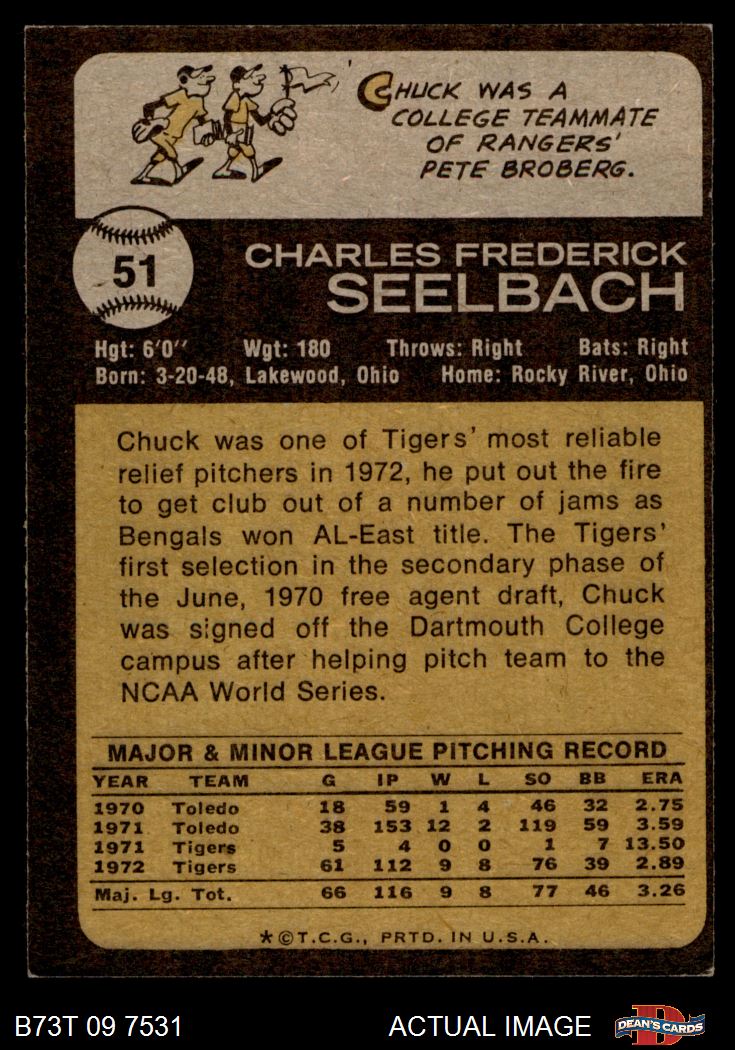 CHUCK WAS A
COLLEGE TEAMMATE
OF RANGERS'
PETE BROBERG.
51
CHARLES FREDERICK
SEELBACH
Hgt: 6'0'' Wgt: 180 Throws: Right Bats: Right
Born: 3-20-48, Lakewood, Ohio Home: Rocky River, Ohio
Chuck was one of Tigers' most reliable
relief pitchers in 1972, he put out the fire
to get club out of a number of jams as
Bengals won AL-East title. The Tigers'
first selection in the secondary phase of
the June, 1970 free agent draft, Chuck
was signed off the Dartmouth College
campus after helping pitch team to the
NCAA World Series.
MAJOR & MINOR LEAGUE PITCHING RECORD
YEAR TEAM G IP W L SO BB ERA
1970 Toledo 18 59 1 4 46 32 2.75
1971 Toledo 38 153 12 2 119 59 3.59
1971 Tigers 5 4 0 0 1 7 13.50
1972 Tigers 61 112 9 8 76 39 2.89
Maj. Lg. Tot. 66 116 9 8 77 46 3.26
*©T.C.G., PRTD. IN U.S.A.
B73T 09 7531 ACTUAL IMAGE
D
DEAN'S CARDS